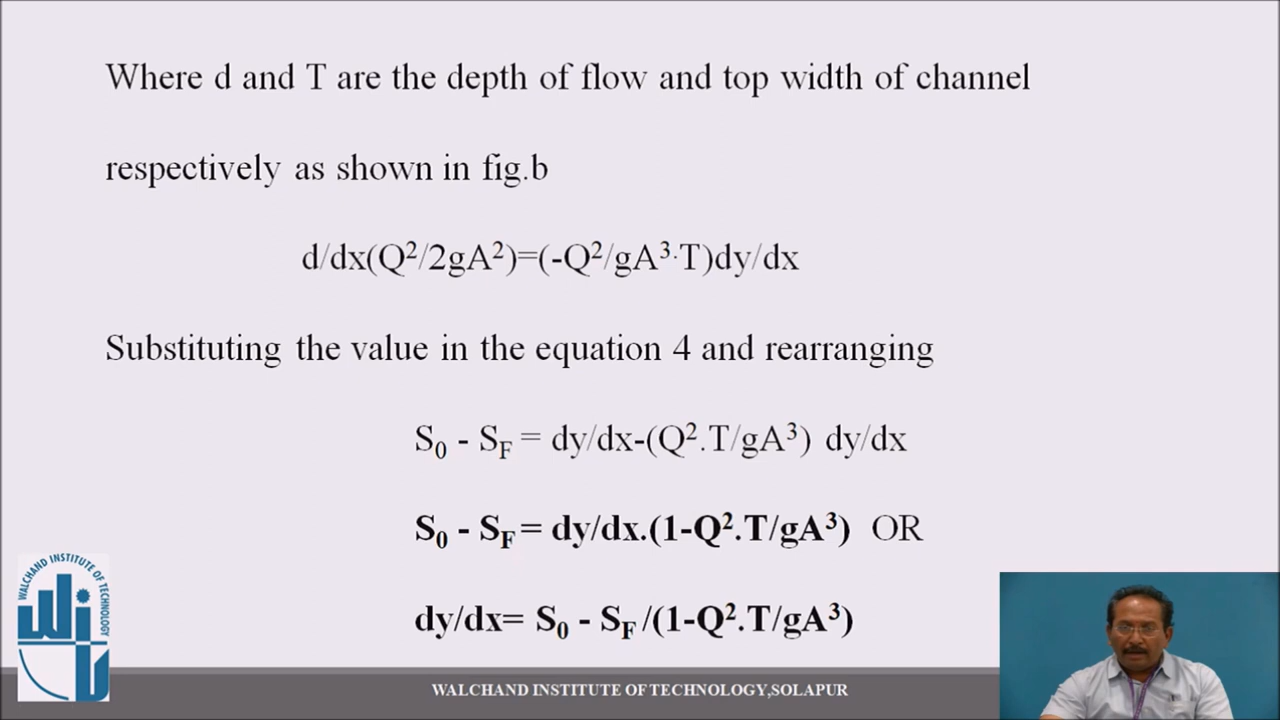 Where d and T are the depth of flow and top width of channel
respectively as shown in fig.b
d/dx(Q²/2gA²)=(-Q²/gA³·T)dy/dx
Substituting the value in the equation 4 and rearranging
S₀ - S_F = dy/dx-(Q².T/gA³) dy/dx
S₀ - S_F = dy/dx.(1-Q².T/gA³) OR
dy/dx= S₀ - S_F /(1-Q².T/gA³)
WALCHAND INSTITUTE OF TECHNOLOGY
WIT
WALCHAND INSTITUTE OF TECHNOLOGY,SOLAPUR